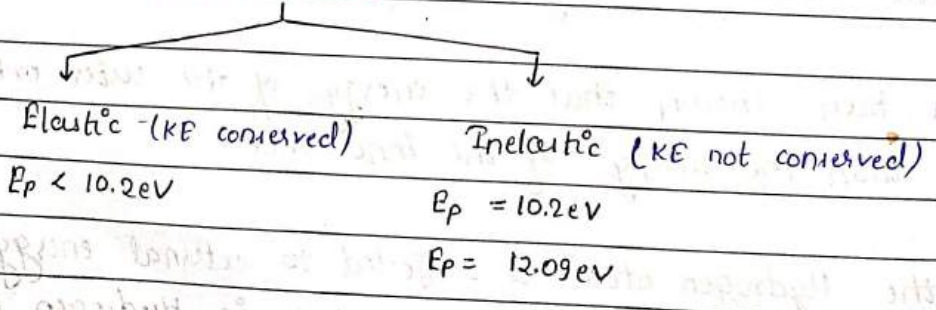 Elastic - (KE conserved) Inelastic (KE not conserved)
Ep < 10.2eV Ep = 10.2eV
Ep = 12.09eV